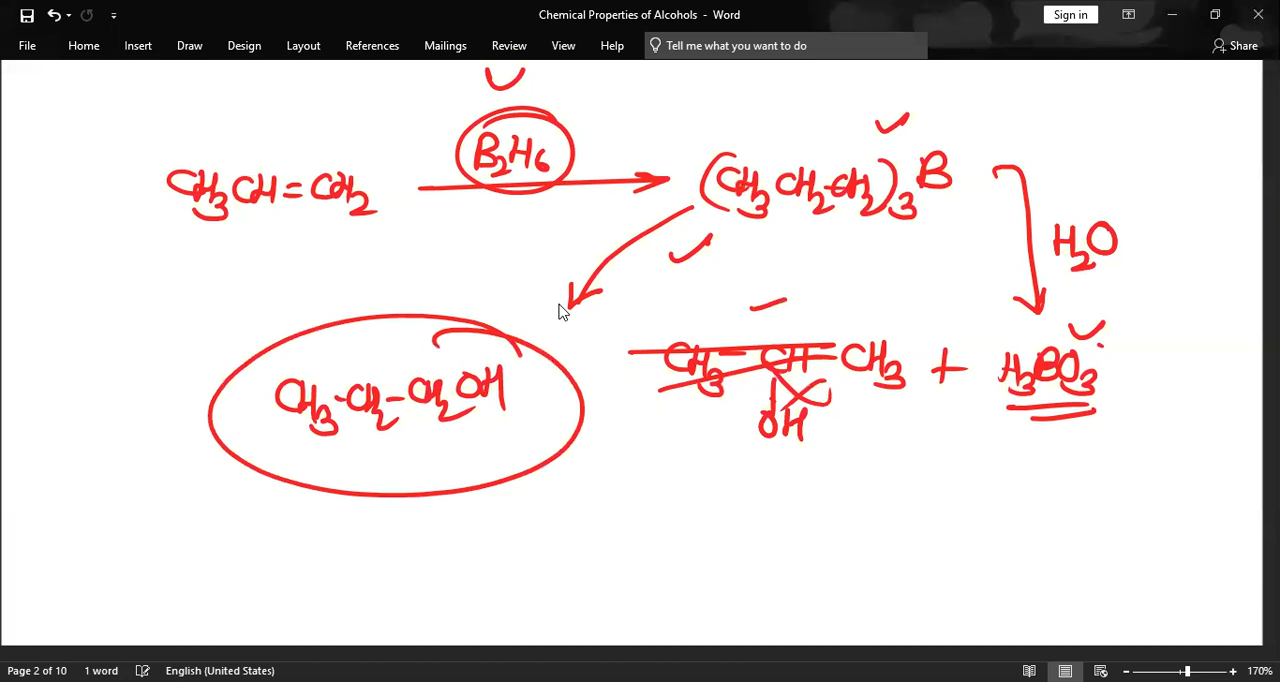 Chemical Properties of Alcohols - Word
Sign in
File Home Insert Draw Design Layout References Mailings Review View Help Tell me what you want to do Share
B₂H₆
CH₃CH=CH₂ (CH₃CH₂-CH₂)₃B
H₂O
CH₃-CH-CH₃ + H₃BO₃
OH
CH₃-CH₂-CH₂OH
Page 2 of 10 1 word English (United States) 170%